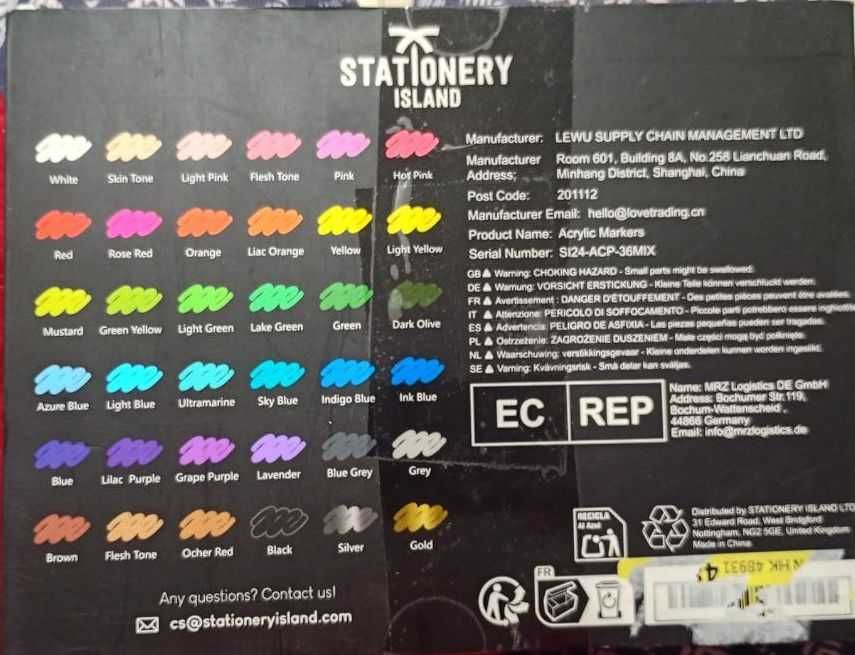 STATIONERY
ISLAND
White Skin Tone Light Pink Flesh Tone Pink Hot Pink
Red Rose Red Orange Liac Orange Yellow Light Yellow
Mustard Green Yellow Light Green Lake Green Green Dark Olive
Azure Blue Light Blue Ultramarine Sky Blue Indigo Blue Ink Blue
Blue Lilac Purple Grape Purple Lavender Blue Grey Grey
Brown Flesh Tone Ocher Red Black Silver Gold
Any questions? Contact us!
cs@stationeryisland.com
Manufacturer: LEWU SUPPLY CHAIN MANAGEMENT LTD
Manufacturer Room 601, Building 8A, No.258 Lianchuan Road,
Address; Minhang District, Shanghai, China
Post Code: 201112
Manufacturer Email: hello@lovetrading.cn
Product Name: Acrylic Markers
Serial Number: SI24-ACP-36MIX
GB Warning: CHOKING HAZARD - Small parts might be swallowed.
DE Warnung: VORSICHT ERSTICKUNG - Kleine Teile können verschluckt werden.
FR Avertissement : DANGER D'ÉTOUFFEMENT - Des petites pièces peuvent être avalées.
IT Attenzione: PERICOLO DI SOFFOCAMENTO - Piccole parti potrebbero essere inghiottite
ES Advertencia: PELIGRO DE ASFIXIA - Las piezas pequeñas pueden ser tragadas.
PL Ostrzeżenie: ZAGROŻENIE DUSZENIEM - Małe części mogą być połknięte.
NL Waarschuwing: verstikkingsgevaar - Kleine onderdelen kunnen worden ingeslikt.
SE Varning: Kvävningsrisk - Små delar kan sväljas.
EC REP
Name: MRZ Logistics DE GmbH
Address: Bochumer Str.119,
Bochum-Wattenscheid ,
44866 Germany
Email: info@mrzlogistics.de
RECICLA
Al Azul
Distributed by STATIONERY ISLAND LTD
31 Edward Road, West Bridgford
Nottingham, NG2 5GE, United Kingdom
Made in China
FR
HK 48931